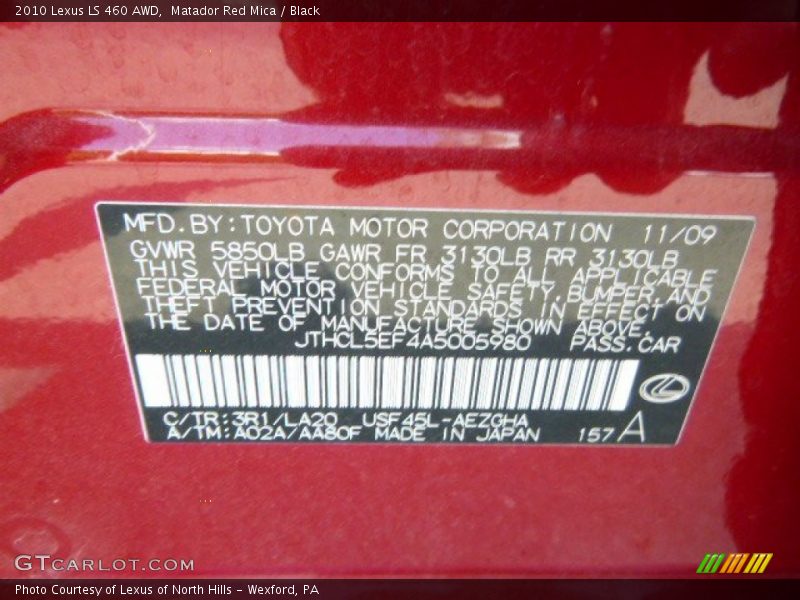 2010 Lexus LS 460 AWD, Matador Red Mica / Black
MFD. BY: TOYOTA MOTOR CORPORATION 11/09
GVWR 5850LB GAWR FR 3130LB RR 3130LB
THIS VEHICLE CONFORMS TO ALL APPLICABLE
FEDERAL MOTOR VEHICLE SAFETY, BUMPER, AND
THEFT PREVENTION STANDARDS IN EFFECT ON
THE DATE OF MANUFACTURE SHOWN ABOVE.
JTHCL5EF4A5005980 PASS. CAR
C/TR:3R1/LA20 USF45L-AEZGHA
A/TM:A02A/AA80F MADE IN JAPAN 157 A
GTCARLOT.COM
Photo Courtesy of Lexus of North Hills - Wexford, PA